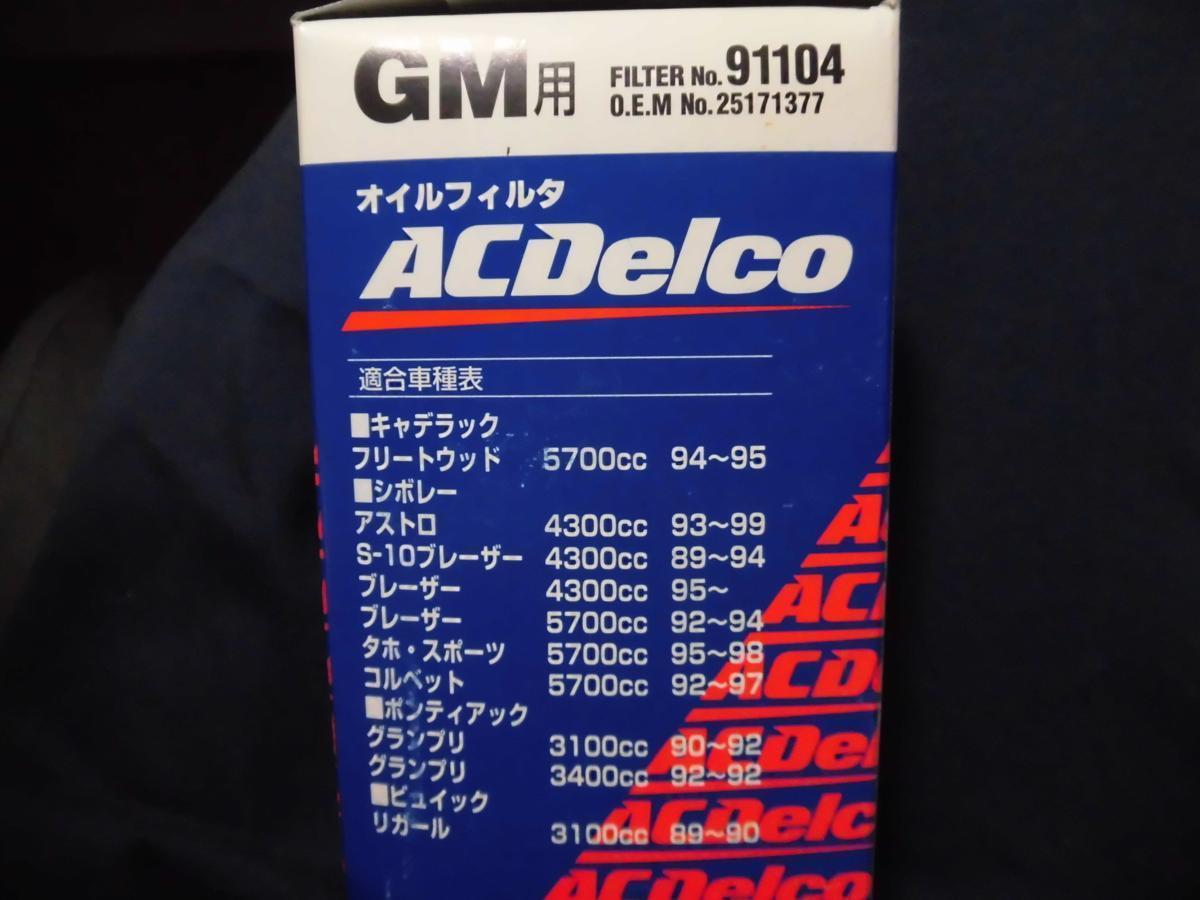 GM用 FILTER No. 91104
O.E.M No. 25171377
オイルフィルタ
ACDelco
適合車種表
■キャデラック
フリートウッド 5700cc 94〜95
■シボレー
アストロ 4300cc 93〜99
S-10ブレーザー 4300cc 89〜94
ブレーザー 4300cc 95〜
ブレーザー 5700cc 92〜94
タホ・スポーツ 5700cc 95〜98
コルベット 5700cc 92〜97
■ポンティアック
グランプリ 3100cc 90〜92
グランプリ 3400cc 92〜92
■ビュイック
リガール 3100cc 89〜90
A
AC
ACD
ACDel
ACDelc
ACDelco